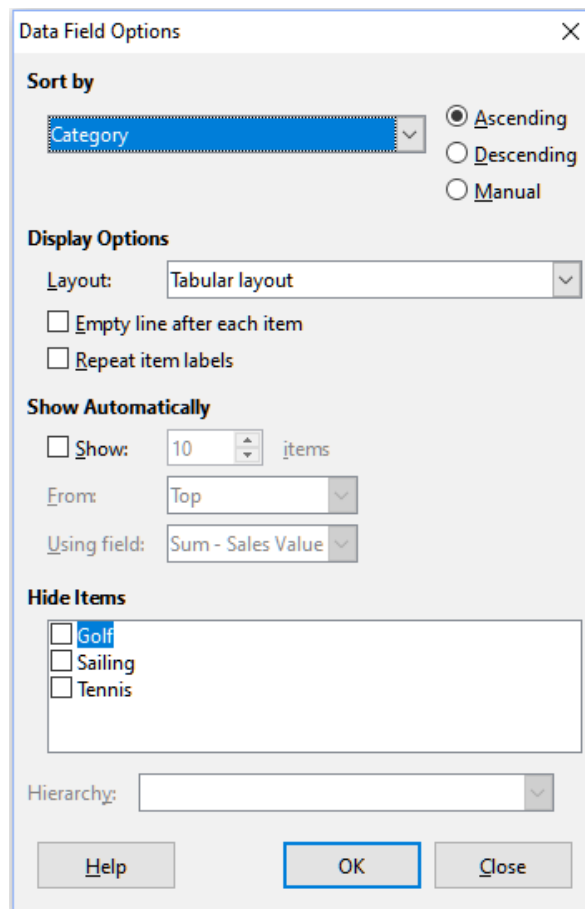 Data Field Options
Sort by
Category
Ascending
Descending
Manual
Display Options
Layout: Tabular layout
Empty line after each item
Repeat item labels
Show Automatically
Show: 10 items
From: Top
Using field: Sum - Sales Value
Hide Items
Golf
Sailing
Tennis
Hierarchy:
Help OK Close